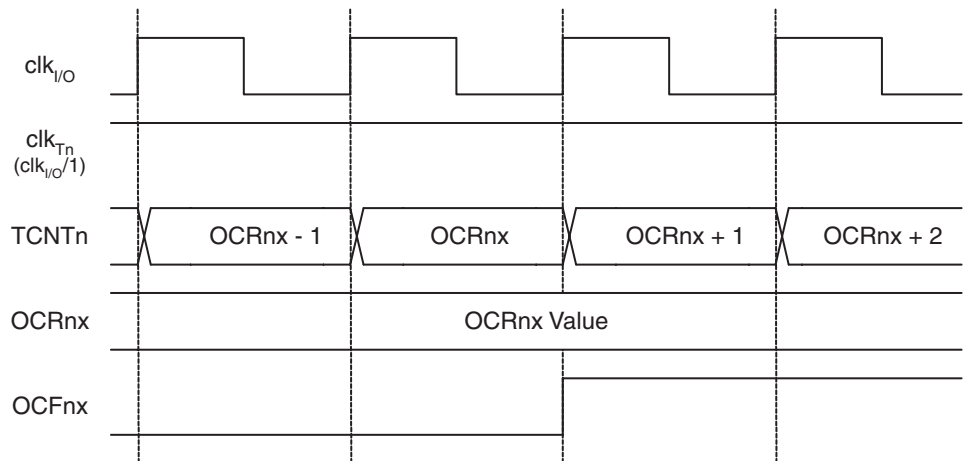 clkI/O
clkTn
(clkI/O/1)
TCNTn OCRnx - 1 OCRnx OCRnx + 1 OCRnx + 2
OCRnx OCRnx Value
OCFnx